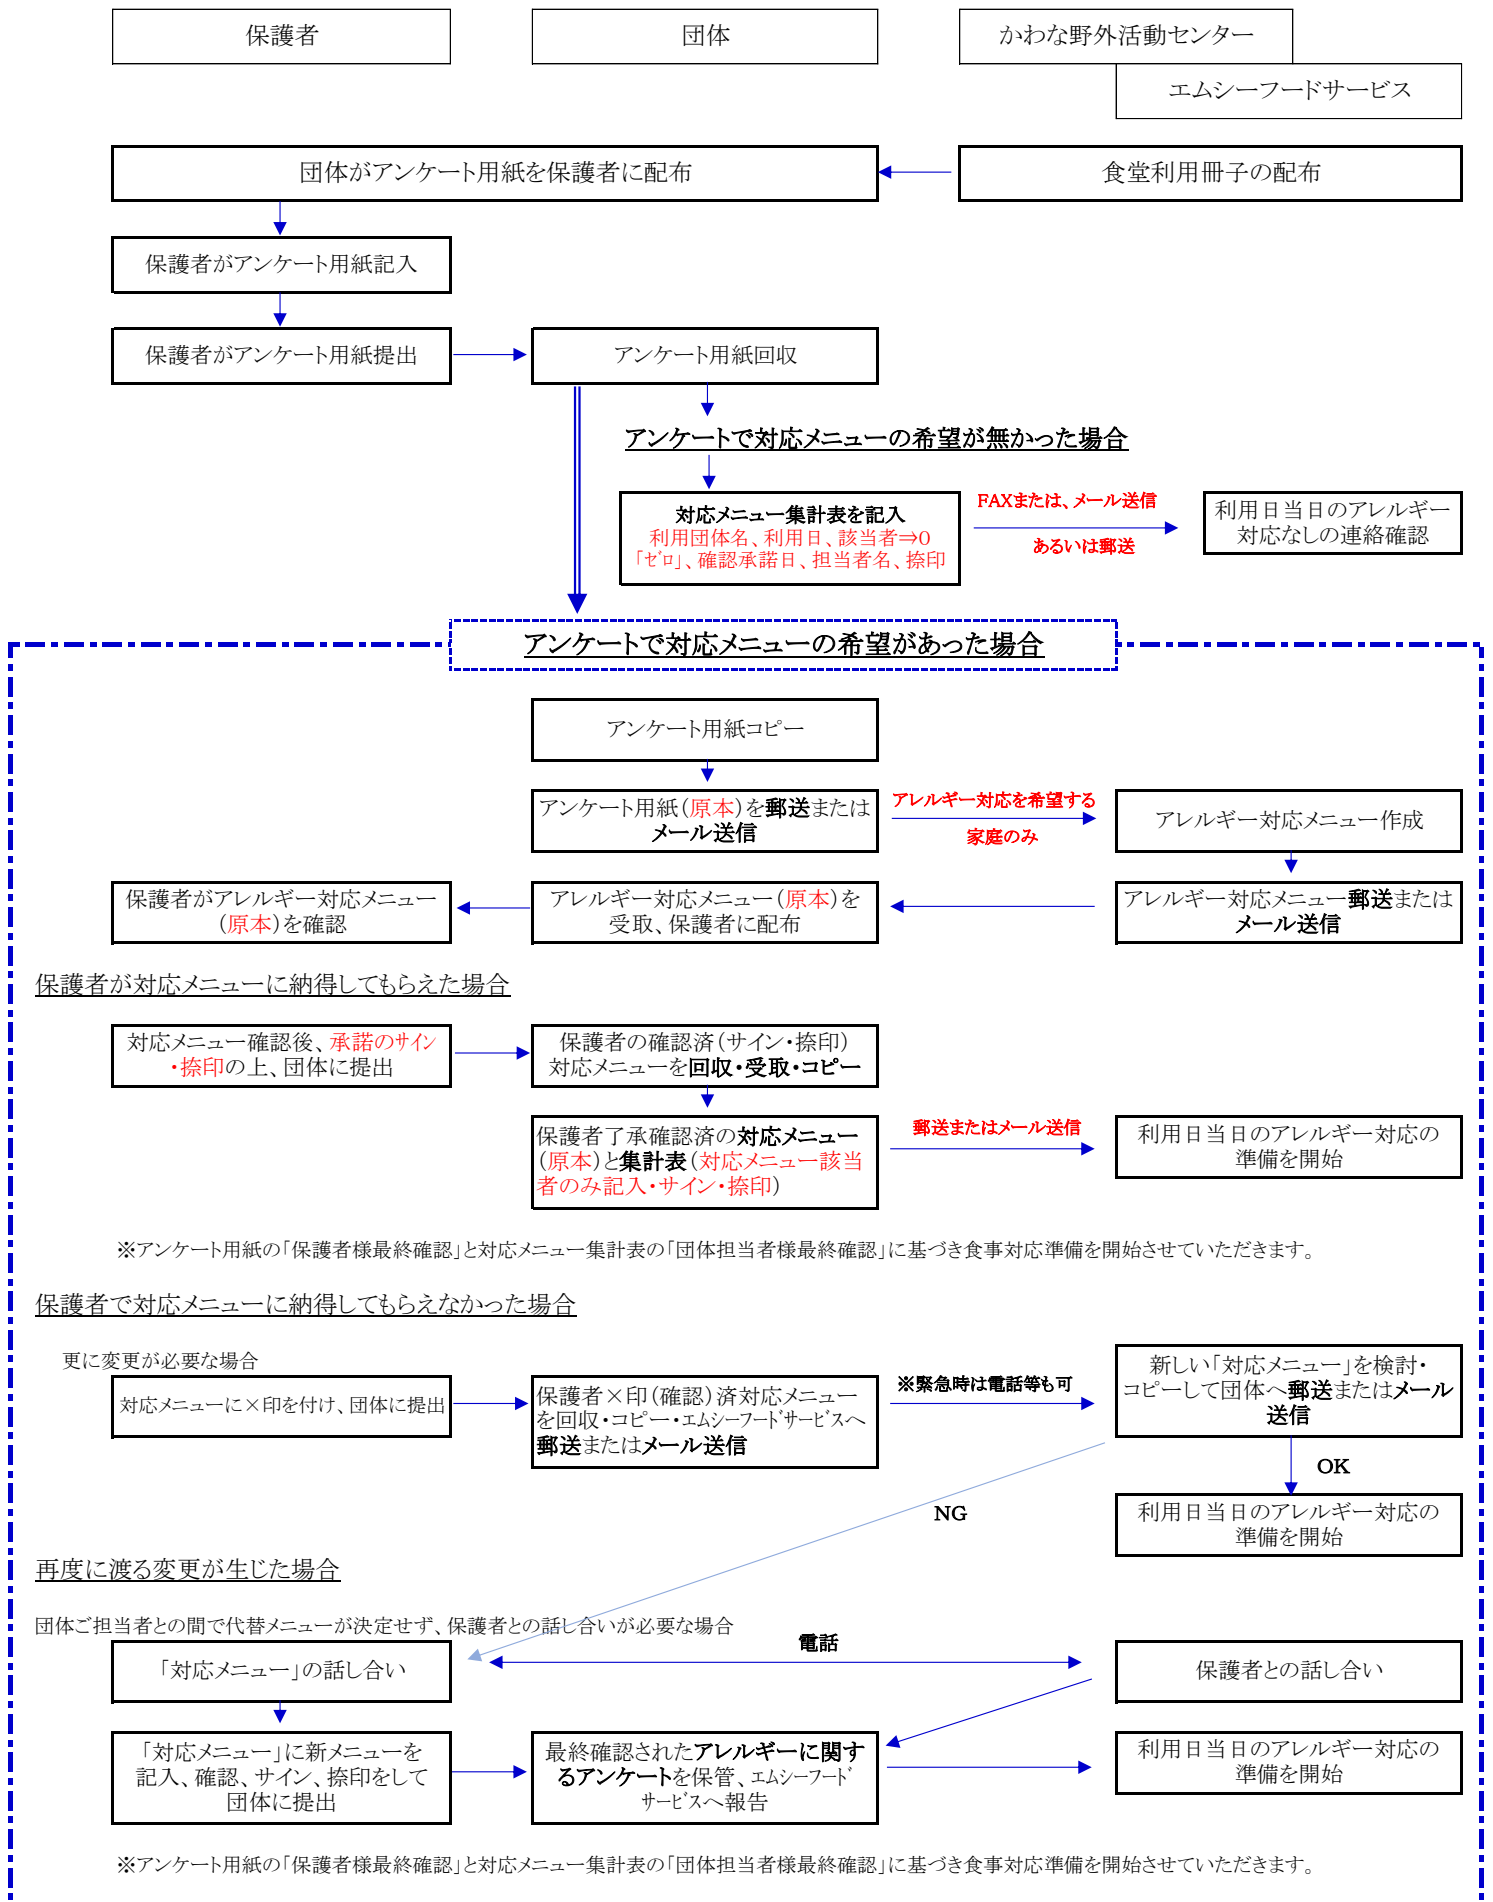 保護者
団体
かわな野外活動センター
エムシーフードサービス
団体がアンケート用紙を保護者に配布
食堂利用冊子の配布
保護者がアンケート用紙記入
保護者がアンケート用紙提出
アンケート用紙回収
アンケートで対応メニューの希望が無かった場合
対応メニュー集計表を記入
利用団体名、利用日、該当者⇒0
「ｾﾞﾛ」、確認承諾日、担当者名、捺印
FAXまたは、メール送信
あるいは郵送
利用日当日のアレルギー
対応なしの連絡確認
アンケートで対応メニューの希望があった場合
アンケート用紙コピー
アンケート用紙（原本）を郵送または
メール送信
アレルギー対応を希望する
家庭のみ
アレルギー対応メニュー作成
保護者がアレルギー対応メニュー
（原本）を確認
アレルギー対応メニュー（原本）を
受取、保護者に配布
アレルギー対応メニュー郵送または
メール送信
保護者が対応メニューに納得してもらえた場合
対応メニュー確認後、承諾のサイン
・捺印の上、団体に提出
保護者の確認済（サイン・捺印）
対応メニューを回収・受取・コピー
保護者了承確認済の対応メニュー
（原本）と集計表（対応メニュー該当
者のみ記入・サイン・捺印）
郵送またはメール送信
利用日当日のアレルギー対応の
準備を開始
※アンケート用紙の「保護者様最終確認」と対応メニュー集計表の「団体担当者様最終確認」に基づき食事対応準備を開始させていただきます。
保護者で対応メニューに納得してもらえなかった場合
更に変更が必要な場合
対応メニューに×印を付け、団体に提出
保護者×印（確認）済対応メニュー
を回収・コピー・ｴﾑｼｰﾌｰﾄﾞｻｰﾋﾞｽへ
郵送またはメール送信
※緊急時は電話等も可
新しい「対応メニュー」を検討・
コピーして団体へ郵送またはメール
送信
OK
NG
利用日当日のアレルギー対応の
準備を開始
再度に渡る変更が生じた場合
団体ご担当者との間で代替メニューが決定せず、保護者との話し合いが必要な場合
電話
「対応メニュー」の話し合い
保護者との話し合い
「対応メニュー」に新メニューを
記入、確認、サイン、捺印をして
団体に提出
最終確認されたアレルギーに関す
るアンケートを保管、ｴﾑｼｰﾌｰﾄﾞ
ｻｰﾋﾞｽへ報告
利用日当日のアレルギー対応の
準備を開始
※アンケート用紙の「保護者様最終確認」と対応メニュー集計表の「団体担当者様最終確認」に基づき食事対応準備を開始させていただきます。